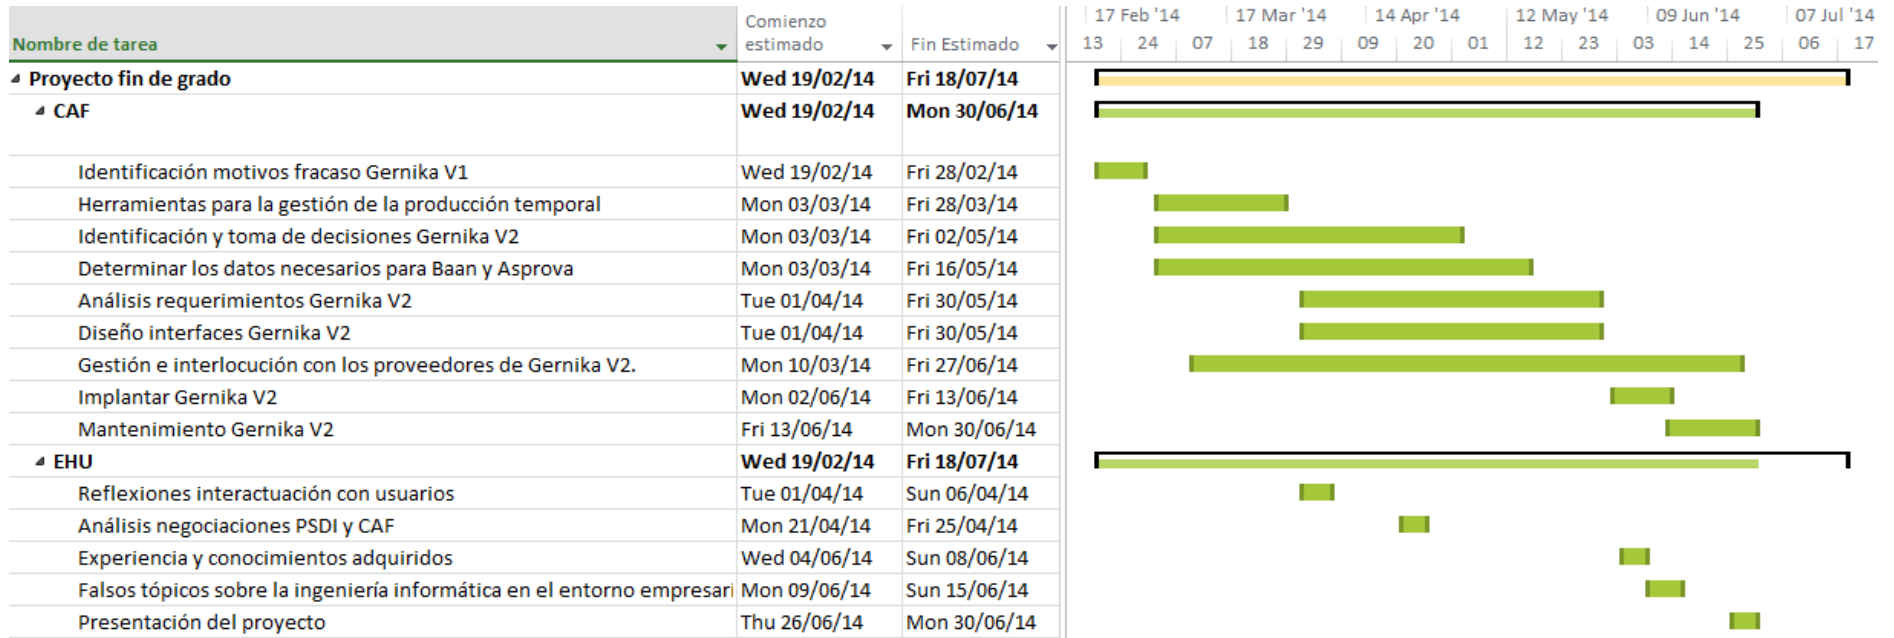 Comienzo 17 Feb '14 17 Mar '14 14 Apr '14 12 May '14 09 Jun '14 07 Jul '14
Nombre de tarea estimado Fin Estimado 13 24 07 18 29 09 20 01 12 23 03 14 25 06 17
Proyecto fin de grado Wed 19/02/14 Fri 18/07/14
CAF Wed 19/02/14 Mon 30/06/14
Identificación motivos fracaso Gernika V1 Wed 19/02/14 Fri 28/02/14
Herramientas para la gestión de la producción temporal Mon 03/03/14 Fri 28/03/14
Identificación y toma de decisiones Gernika V2 Mon 03/03/14 Fri 02/05/14
Determinar los datos necesarios para Baan y Asprova Mon 03/03/14 Fri 16/05/14
Análisis requerimientos Gernika V2 Tue 01/04/14 Fri 30/05/14
Diseño interfaces Gernika V2 Tue 01/04/14 Fri 30/05/14
Gestión e interlocución con los proveedores de Gernika V2. Mon 10/03/14 Fri 27/06/14
Implantar Gernika V2 Mon 02/06/14 Fri 13/06/14
Mantenimiento Gernika V2 Fri 13/06/14 Mon 30/06/14
EHU Wed 19/02/14 Fri 18/07/14
Reflexiones interactuación con usuarios Tue 01/04/14 Sun 06/04/14
Análisis negociaciones PSDI y CAF Mon 21/04/14 Fri 25/04/14
Experiencia y conocimientos adquiridos Wed 04/06/14 Sun 08/06/14
Falsos tópicos sobre la ingeniería informática en el entorno empresari Mon 09/06/14 Sun 15/06/14
Presentación del proyecto Thu 26/06/14 Mon 30/06/14